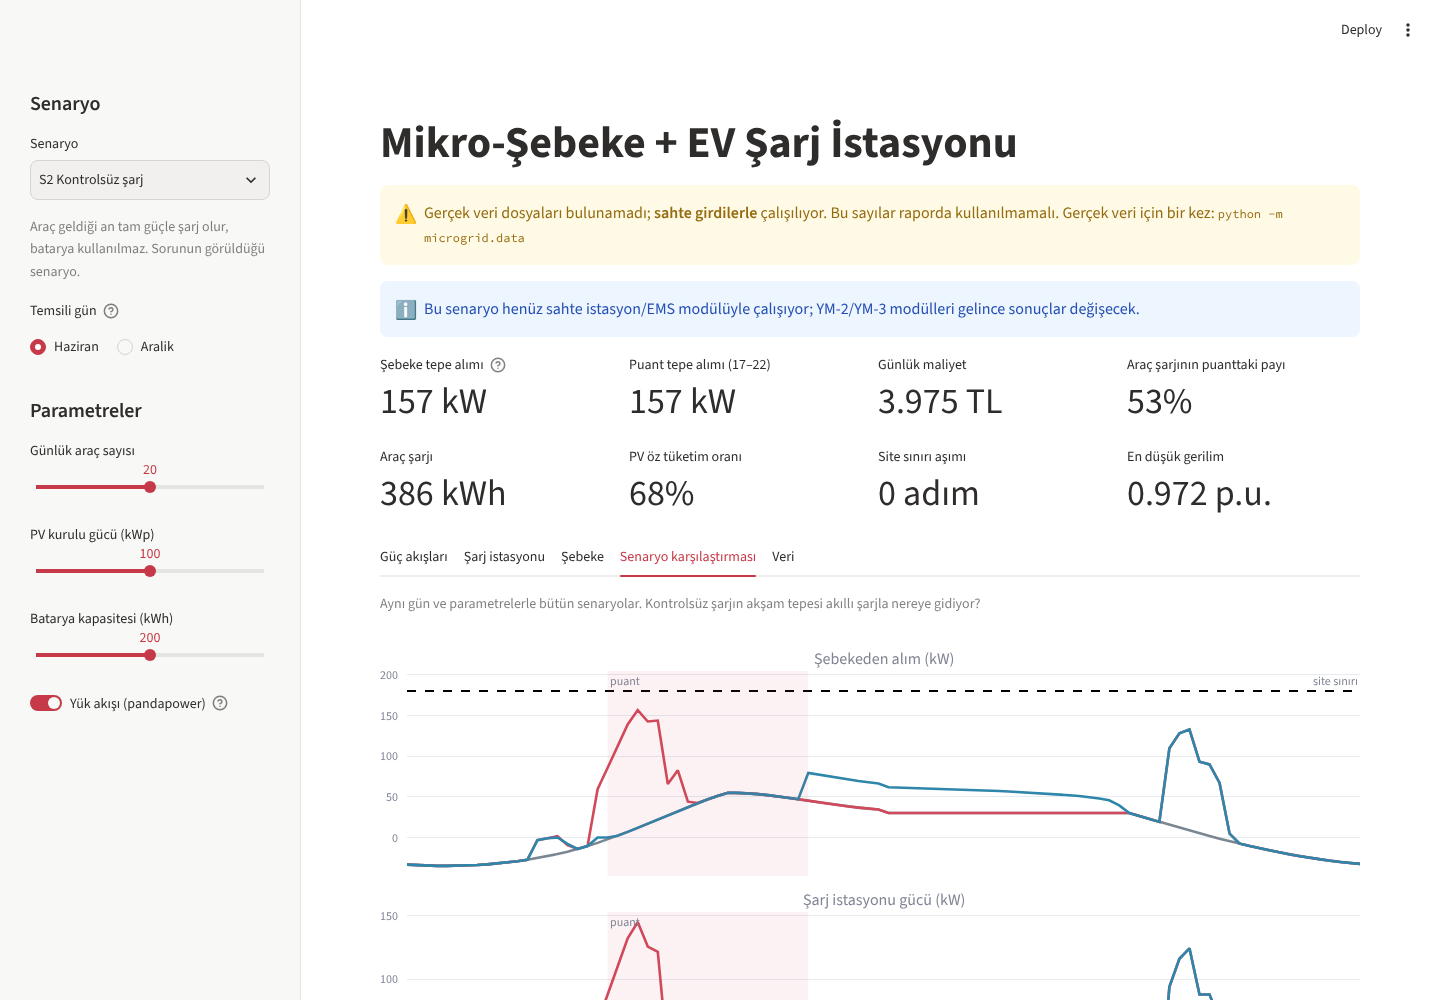 Deploy
Senaryo
Senaryo
S2 Kontrolsüz şarj
Araç geldiği an tam güçle şarj olur,
batarya kullanılmaz. Sorunun görüldüğü
senaryo.
Temsili gün
Haziran
Aralik
Parametreler
Günlük araç sayısı
20
PV kurulu gücü (kWp)
100
Batarya kapasitesi (kWh)
200
Yük akışı (pandapower)
Mikro-Şebeke + EV Şarj İstasyonu
Gerçek veri dosyaları bulunamadı; sahte girdilerle çalışılıyor. Bu sayılar raporda kullanılmamalı. Gerçek veri için bir kez: python -m
microgrid.data
Bu senaryo henüz sahte istasyon/EMS modülüyle çalışıyor; YM-2/YM-3 modülleri gelince sonuçlar değişecek.
Şebeke tepe alımı
157 kW
Puant tepe alımı (17–22)
157 kW
Günlük maliyet
3.975 TL
Araç şarjının puanttaki payı
53%
Araç şarjı
386 kWh
PV öz tüketim oranı
68%
Site sınırı aşımı
0 adım
En düşük gerilim
0.972 p.u.
Güç akışları Şarj istasyonu Şebeke Senaryo karşılaştırması Veri
Aynı gün ve parametrelerle bütün senaryolar. Kontrolsüz şarjın akşam tepesi akıllı şarjla nereye gidiyor?
Şebekeden alım (kW)
200
puant
site sınırı
150
100
50
0
Şarj istasyonu gücü (kW)
150
puant
100